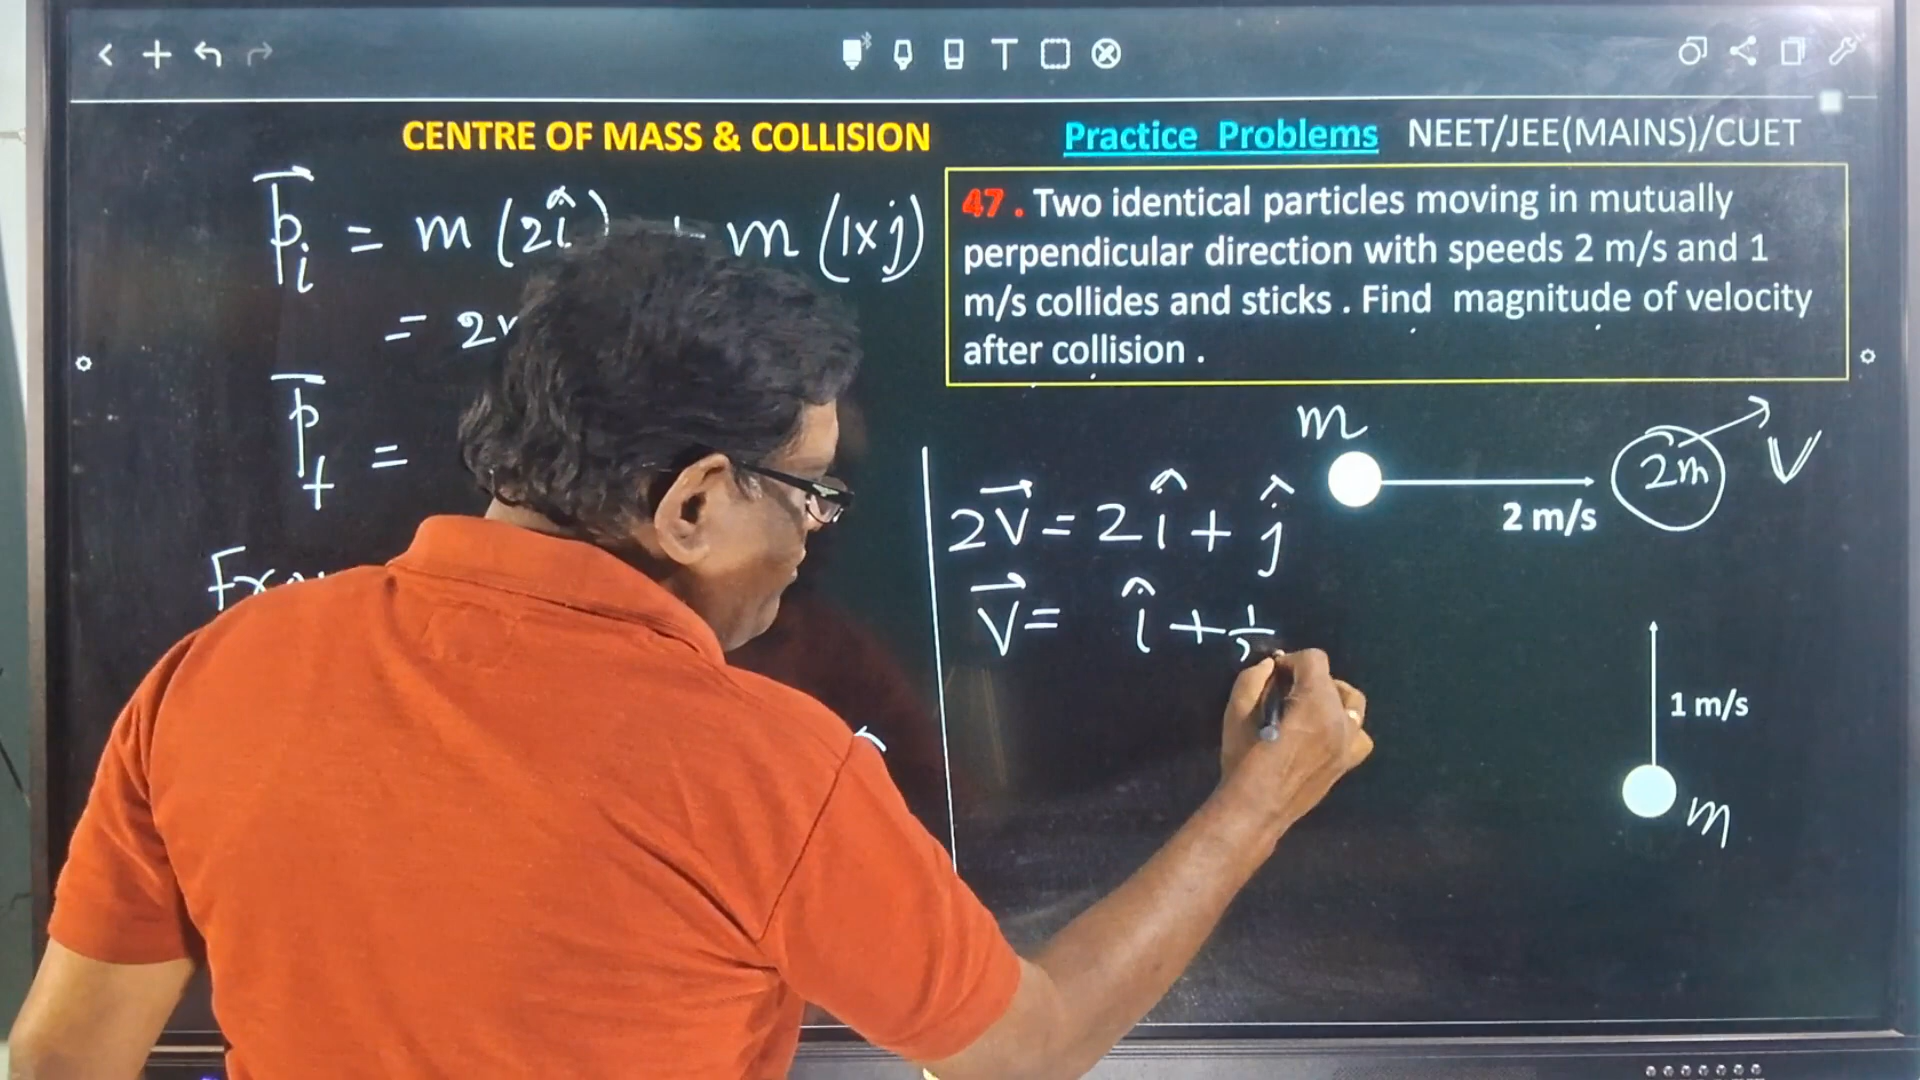 CENTRE OF MASS & COLLISION
Practice Problems NEET/JEE(MAINS)/CUET
47 . Two identical particles moving in mutually
perpendicular direction with speeds 2 m/s and 1
m/s collides and sticks . Find magnitude of velocity
after collision .
p⃗i = m (2î) + m (1×ĵ)
= 2
p⃗f =
2v⃗ = 2î + ĵ
v⃗ = î + 1/2
m
2 m/s
2m
V
1 m/s
m